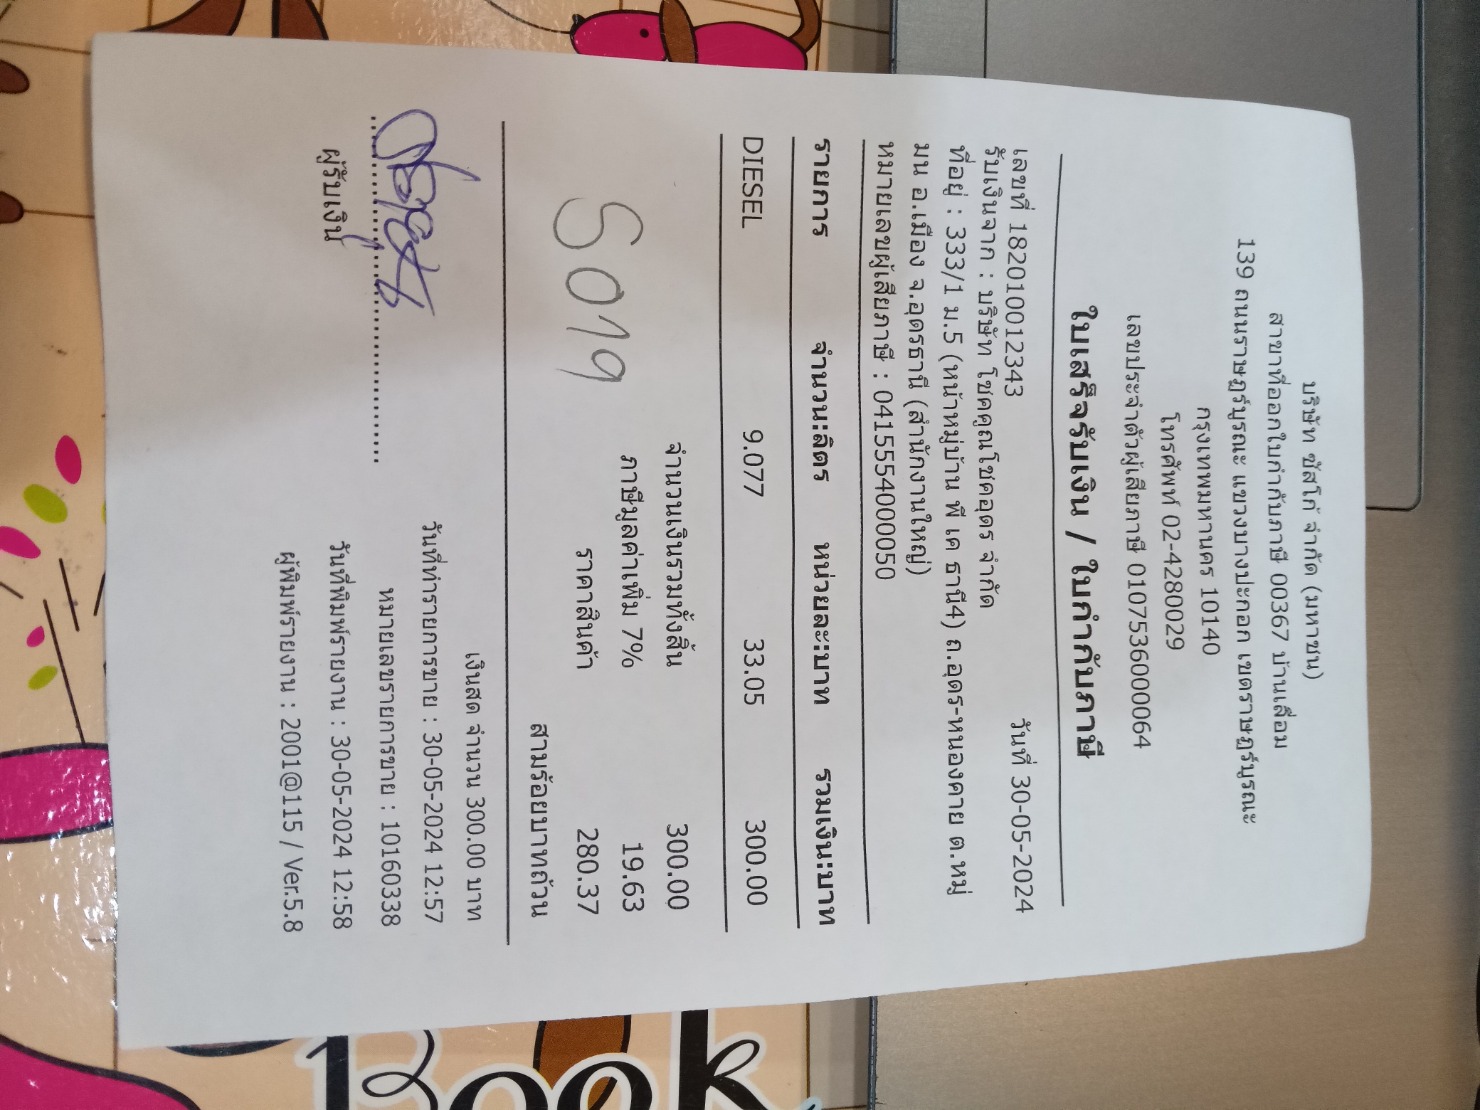 บริษัท ซัสโก้ จำกัด (มหาชน)
สาขาที่ออกใบกำกับภาษี 00367 บ้านเลื่อม
139 ถนนราษฎร์บูรณะ แขวงบางปะกอก เขตราษฎร์บูรณะ
กรุงเทพมหานคร 10140
โทรศัพท์ 02-4280029
เลขประจำตัวผู้เสียภาษี 0107536000064
ใบเสร็จรับเงิน / ใบกำกับภาษี
เลขที่ 1820100012343 วันที่ 30-05-2024
รับเงินจาก : บริษัท โชคคูณโชคอุดร จำกัด
ที่อยู่ : 333/1 ม.5 (หน้าหมู่บ้าน พี เค ธานี4) ถ.อุดร-หนองคาย ต.หมู่
มน อ.เมือง จ.อุดรธานี (สำนักงานใหญ่)
หมายเลขผู้เสียภาษี : 0415554000050
รายการ จำนวน:ลิตร หน่วยละ:บาท รวมเงิน:บาท
DIESEL 9.077 33.05 300.00
จำนวนเงินรวมทั้งสิ้น 300.00
ภาษีมูลค่าเพิ่ม 7% 19.63
ราคาสินค้า 280.37
5019
สามร้อยบาทถ้วน
เงินสด จำนวน 300.00 บาท
วันที่ทำรายการขาย : 30-05-2024 12:57
หมายเลขรายการขาย : 10160338
ผู้รับเงิน
วันที่พิมพ์รายงาน : 30-05-2024 12:58
ผู้พิมพ์รายงาน : 2001@115 / Ver.5.8
Book